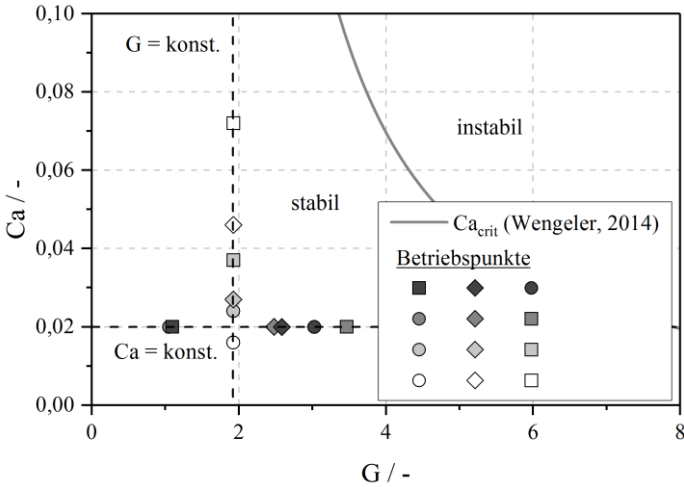 0,10
0,08
0,06
0,04
0,02
0,00
Ca / -
G = konst.
instabil
stabil
Ca = konst.
Ca_crit (Wengeler, 2014)
Betriebspunkte
0 2 4 6 8
G / -